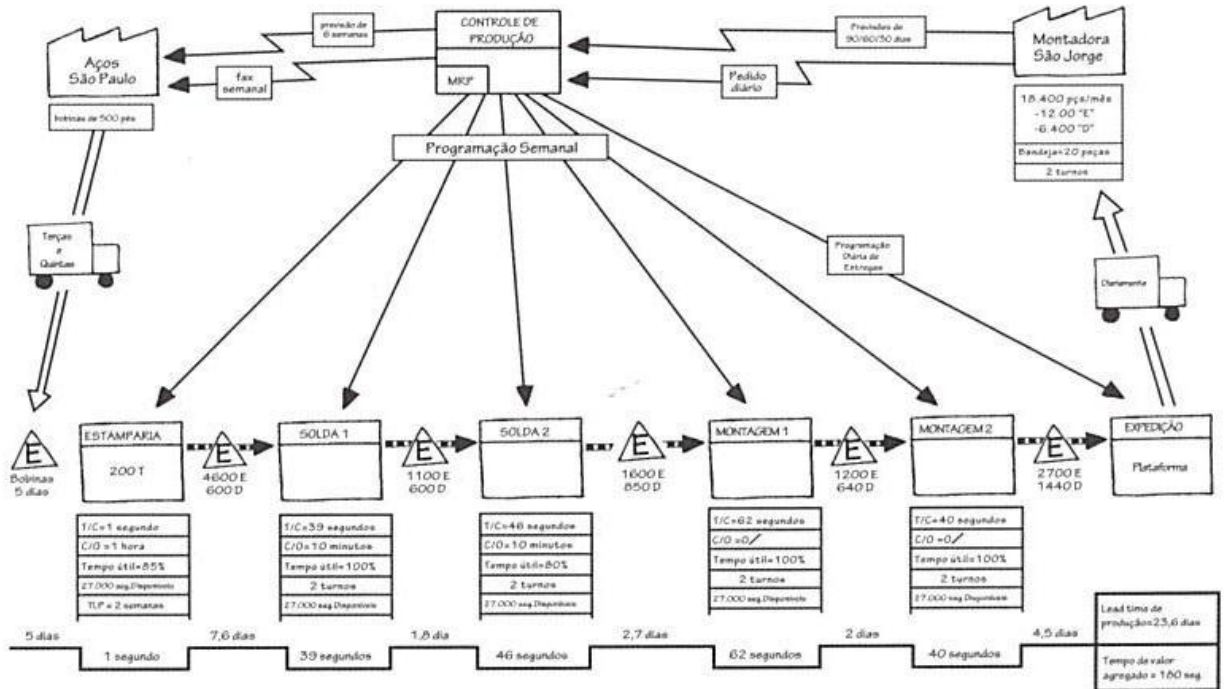 Aços
São Paulo
bobinas de 500 pés
previsão de
6 semanas
fax
semanal
CONTROLE DE
PRODUÇÃO
MRP
Previsões de
90/60/30 dias
Pedido
diário
Montadora
São Jorge
18.400 pçs/mês
-12.00 "E"
-6.400 "D"
Bandeja=20 peças
2 turnos
Programação Semanal
Terças
e
Quintas
Programação
Diária de
Entregas
Diariamente
E
Bobinas
5 dias
ESTAMPARIA
200 T
E
4600 E
600 D
SOLDA 1
E
1100 E
600 D
SOLDA 2
E
1600 E
850 D
MONTAGEM 1
E
1200 E
640 D
MONTAGEM 2
E
2700 E
1440 D
EXPEDIÇÃO
Plataforma
T/C=1 segundo
C/O=1 hora
Tempo útil=85%
27.000 seg.Disponíveis
TLP = 2 semanas
T/C=39 segundos
C/O=10 minutos
Tempo útil=100%
2 turnos
27.000 seg.Disponíveis
T/C=46 segundos
C/O=10 minutos
Tempo útil=80%
2 turnos
27.000 seg.Disponíveis
T/C=62 segundos
C/O =0/
Tempo útil=100%
2 turnos
27.000 seg.Disponíveis
T/C=40 segundos
C/O =0/
Tempo útil=100%
2 turnos
27.000 seg.Disponíveis
5 dias
1 segundo
7,6 dias
39 segundos
1,8 dia
46 segundos
2,7 dias
62 segundos
2 dias
40 segundos
4,5 dias
Lead time de
produção=23,6 dias
Tempo de valor
agregado = 180 seg.